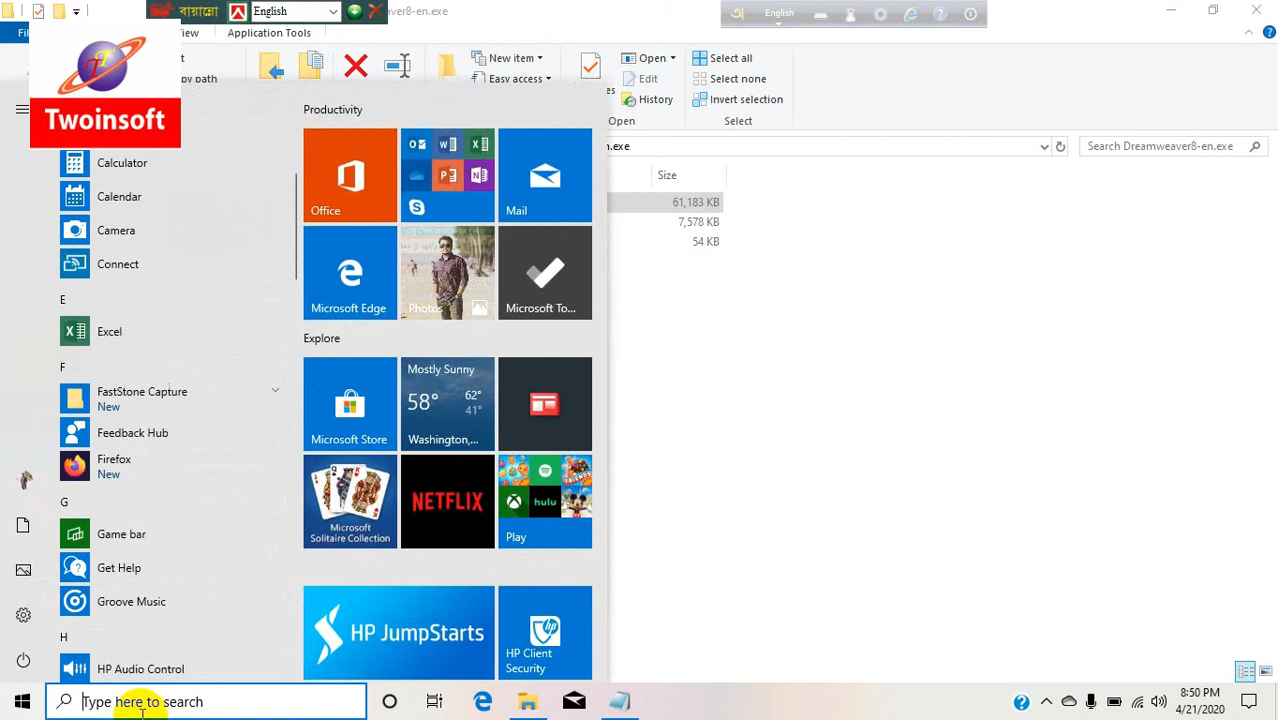 বায়ান্নো
English
aver8-en.exe
English
Fil
View
Application Tools
New item
Open
Select all
py path
Easy access
Edit
Select none
History
Invert selection
Open
Select
Twoinsoft
.exe
Search Dreamweaver8-en.exe
Size
61,183 KB
7,578 KB
54 KB
Calculator
Calendar
Camera
Connect
E
Excel
F
FastStone Capture
New
Feedback Hub
Firefox
New
G
Game bar
Get Help
Groove Music
H
HP Audio Control
Productivity
Office
Mail
Microsoft Edge
Photos
Microsoft To...
Explore
Microsoft Store
Mostly Sunny
58° 62°
41°
Washington,...
Microsoft
Solitaire Collection
NETFLIX
hulu
Play
HP JumpStarts
HP Client
Security
Type here to search
8:50 PM
4/21/2020